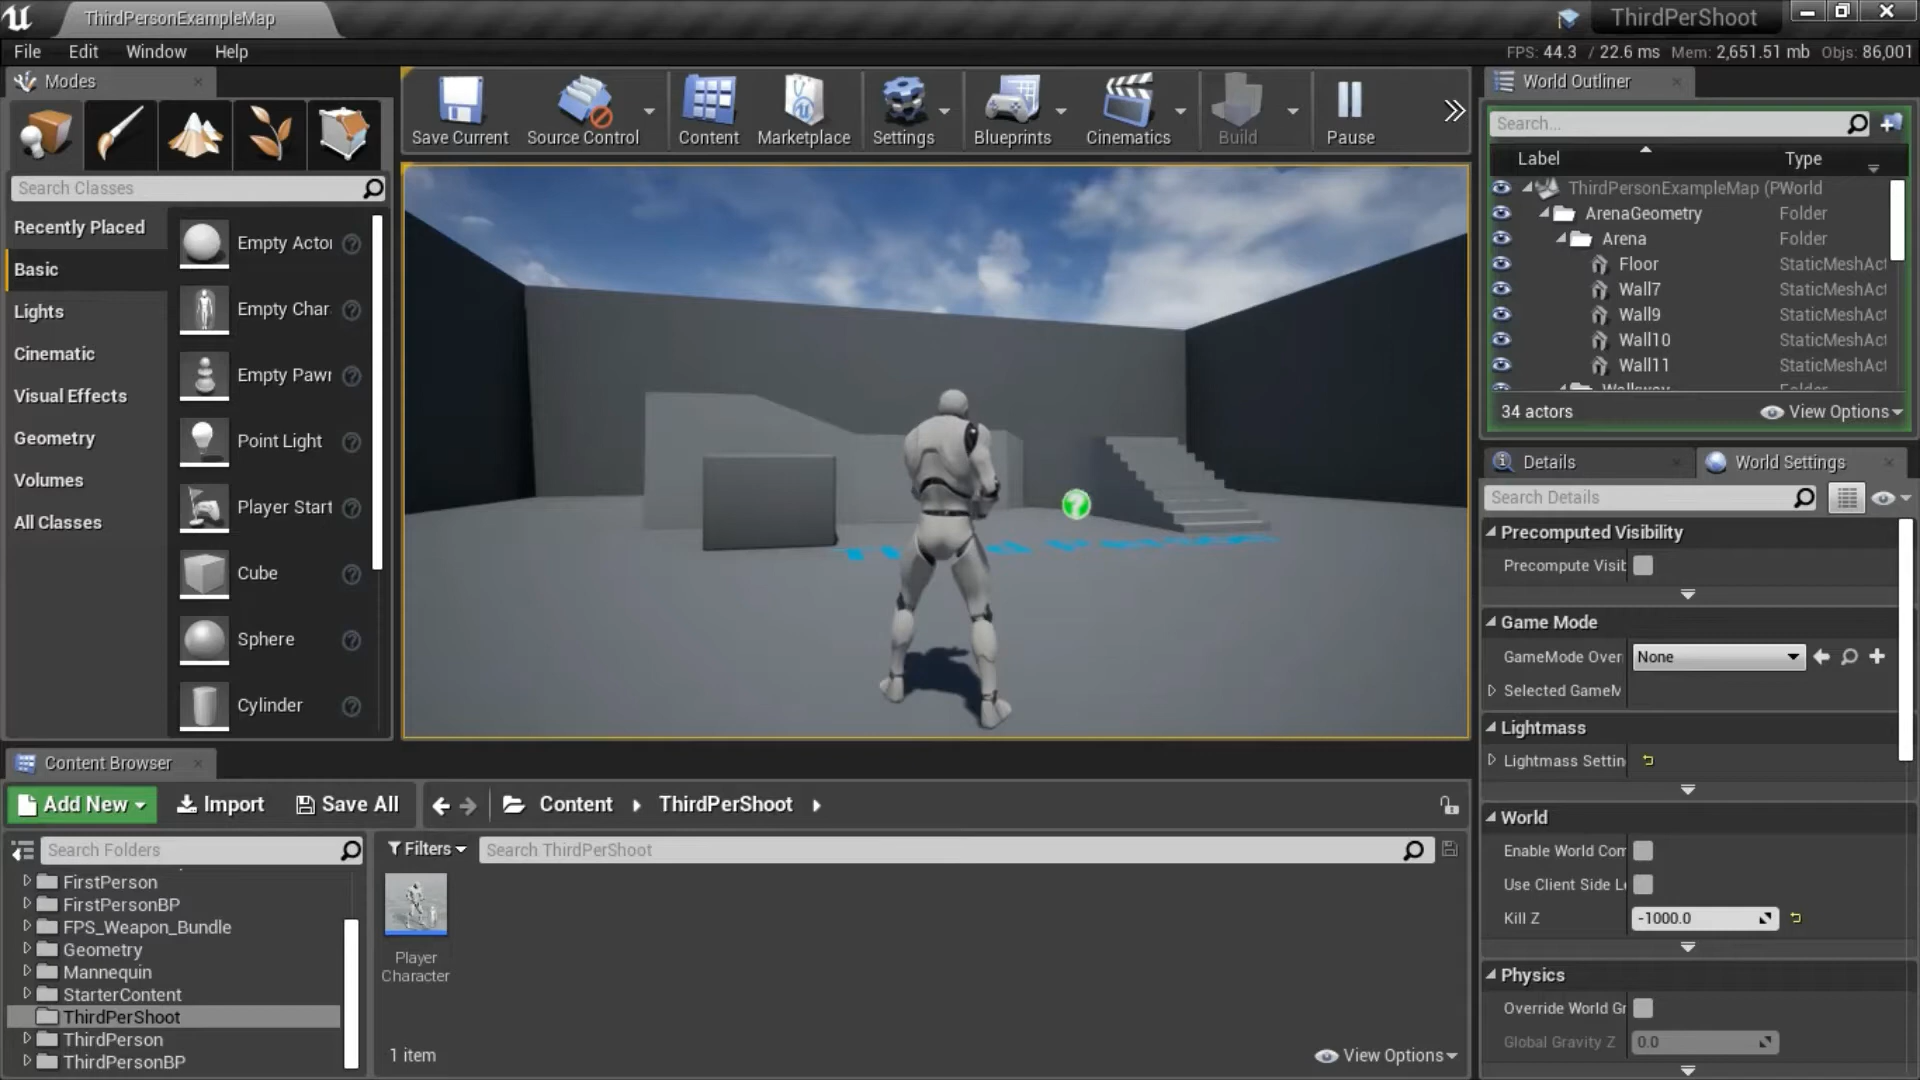 ThirdPersonExampleMap
ThirdPerShoot
File Edit Window Help
FPS: 44.3 / 22.6 ms Mem: 2,651.51 mb Objs: 86,001
Modes
Save Current
Source Control
Content
Marketplace
Settings
Blueprints
Cinematics
Build
Pause
World Outliner
Search...
Label Type
ThirdPersonExampleMap (P World
ArenaGeometry Folder
Arena Folder
Floor StaticMeshAct
Wall7 StaticMeshAct
Wall9 StaticMeshAct
Wall10 StaticMeshAct
Wall11 StaticMeshAct
Walkway Folder
34 actors View Options
Search Classes
Recently Placed
Basic
Lights
Cinematic
Visual Effects
Geometry
Volumes
All Classes
Empty Actor
Empty Char
Empty Pawn
Point Light
Player Start
Cube
Sphere
Cylinder
Details
World Settings
Search Details
Precomputed Visibility
Precompute Visit
Game Mode
GameMode Over None
Selected GameM
Lightmass
Lightmass Settin
World
Enable World Com
Use Client Side L
Kill Z -1000.0
Physics
Override World Gr
Global Gravity Z 0.0
Content Browser
Add New Import Save All Content ThirdPerShoot
Search Folders
Filters Search ThirdPerShoot
FirstPerson
FirstPersonBP
FPS_Weapon_Bundle
Geometry
Mannequin
StarterContent
ThirdPerShoot
ThirdPerson
ThirdPersonBP
Player
Character
1 item View Options